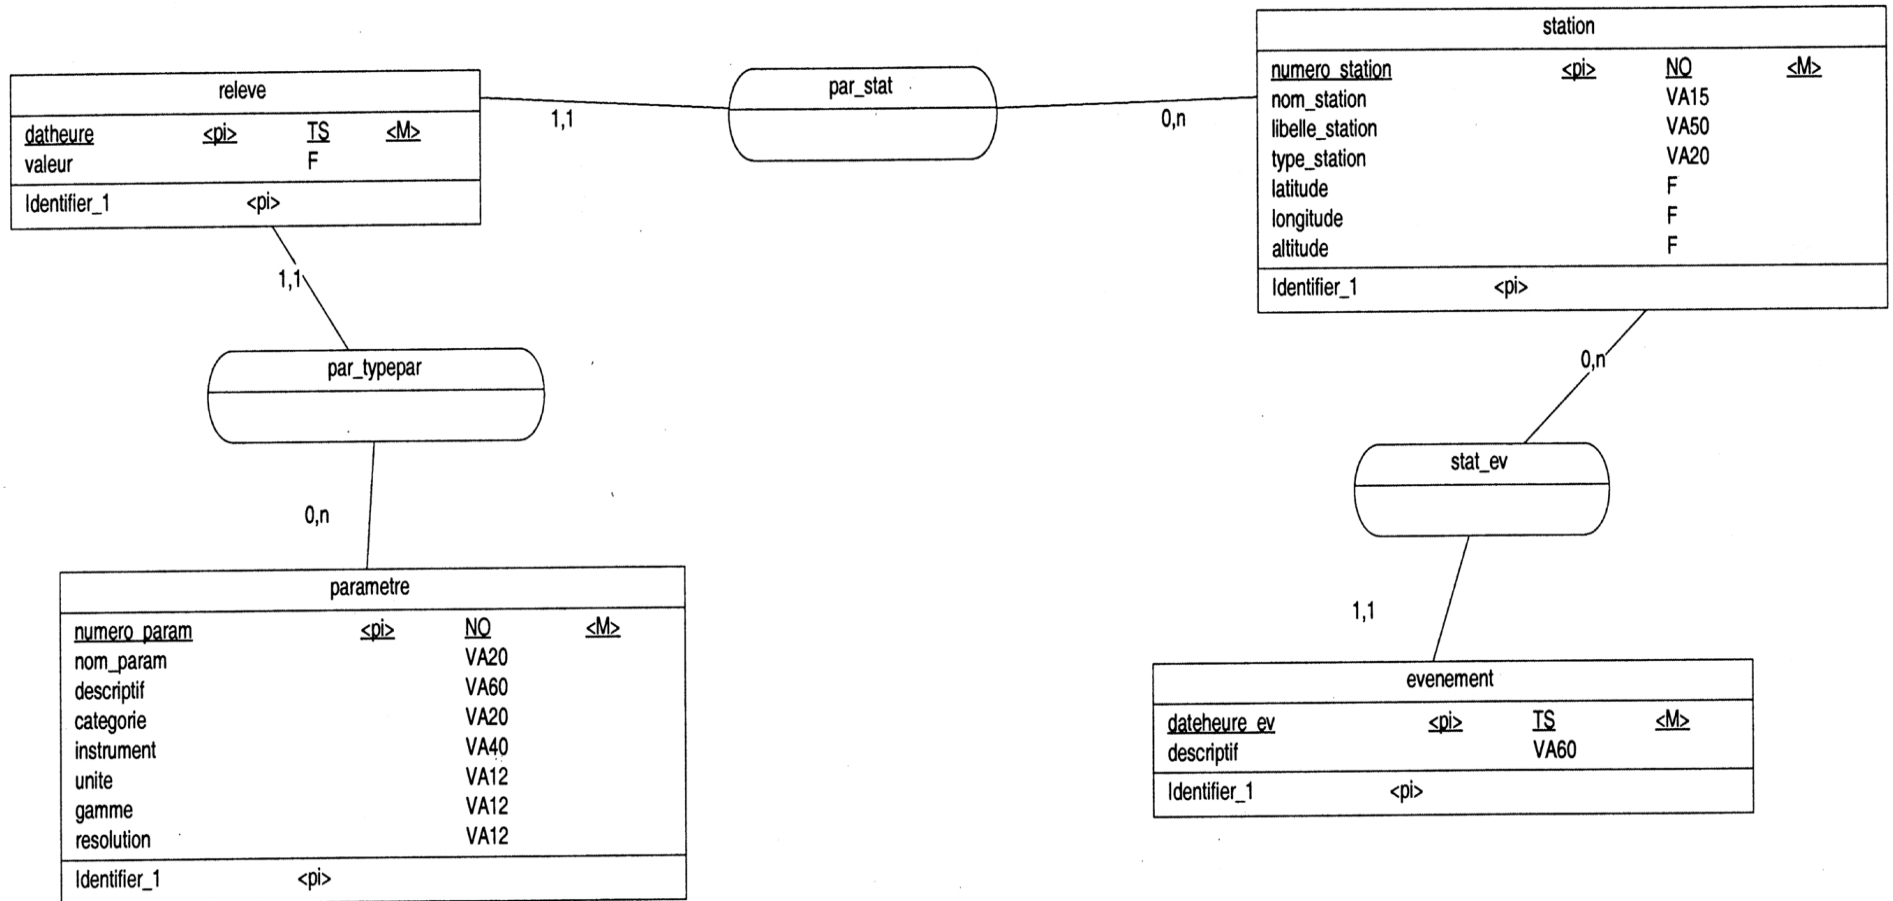 station
numero_station <pi> NO <M>
nom_station VA15
libelle_station VA50
type_station VA20
latitude F
longitude F
altitude F
Identifier_1 <pi>
releve
datheure <pi> TS <M>
valeur F
Identifier_1 <pi>
par_stat
1,1
0,n
1,1
par_typepar
0,n
0,n
stat_ev
1,1
parametre
numero_param <pi> NO <M>
nom_param VA20
descriptif VA60
categorie VA20
instrument VA40
unite VA12
gamme VA12
resolution VA12
Identifier_1 <pi>
evenement
dateheure_ev <pi> TS <M>
descriptif VA60
Identifier_1 <pi>